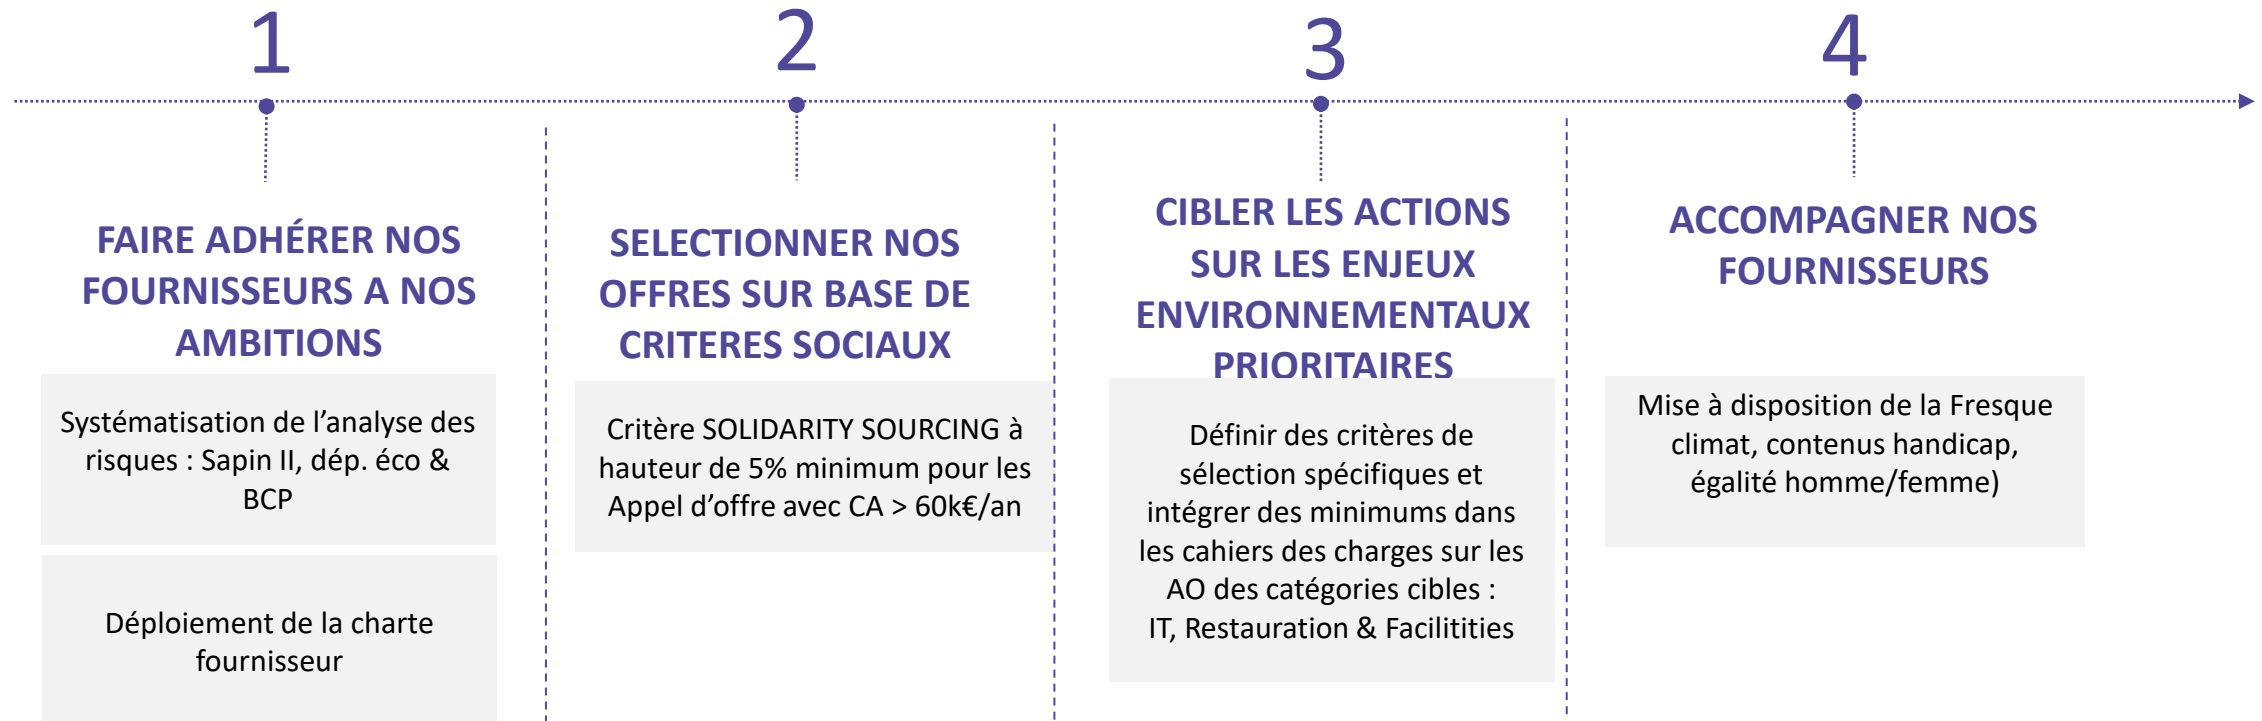 1
FAIRE ADHÉRER NOS
FOURNISSEURS A NOS
AMBITIONS
Systématisation de l’analyse des
risques : Sapin II, dép. éco &
BCP
Déploiement de la charte
fournisseur
2
SELECTIONNER NOS
OFFRES SUR BASE DE
CRITERES SOCIAUX
Critère SOLIDARITY SOURCING à
hauteur de 5% minimum pour les
Appel d’offre avec CA > 60k€/an
3
CIBLER LES ACTIONS
SUR LES ENJEUX
ENVIRONNEMENTAUX
PRIORITAIRES
Définir des critères de
sélection spécifiques et
intégrer des minimums dans
les cahiers des charges sur les
AO des catégories cibles :
IT, Restauration & Facilitities
4
ACCOMPAGNER NOS
FOURNISSEURS
Mise à disposition de la Fresque
climat, contenus handicap,
égalité homme/femme)